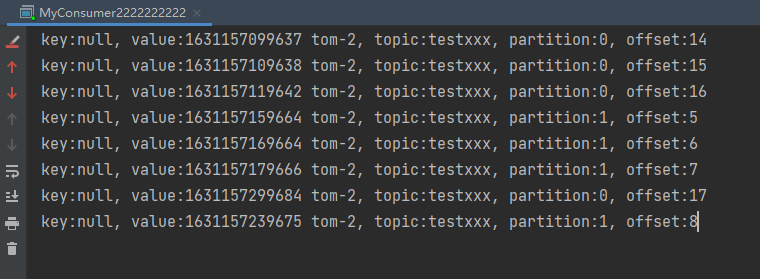 MyConsumer2222222222
key:null, value:1631157099637 tom-2, topic:testxxx, partition:0, offset:14
key:null, value:1631157109638 tom-2, topic:testxxx, partition:0, offset:15
key:null, value:1631157119642 tom-2, topic:testxxx, partition:0, offset:16
key:null, value:1631157159664 tom-2, topic:testxxx, partition:1, offset:5
key:null, value:1631157169664 tom-2, topic:testxxx, partition:1, offset:6
key:null, value:1631157179666 tom-2, topic:testxxx, partition:1, offset:7
key:null, value:1631157299684 tom-2, topic:testxxx, partition:0, offset:17
key:null, value:1631157239675 tom-2, topic:testxxx, partition:1, offset:8